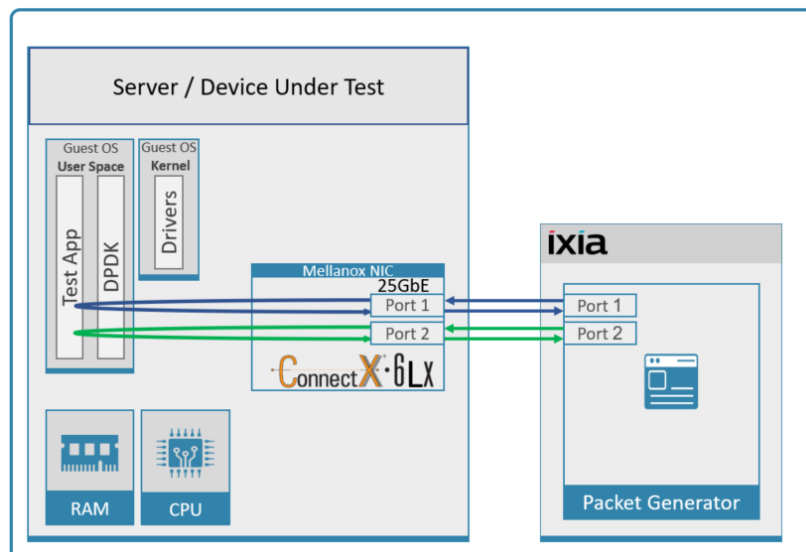 Server / Device Under Test
Guest OS
User Space
Test App
DPDK
Guest OS
Kernel
Drivers
Mellanox NIC
25GbE
Port 1
Port 2
ConnectX·6Lx
ixia
Port 1
Port 2
Packet Generator
RAM
CPU